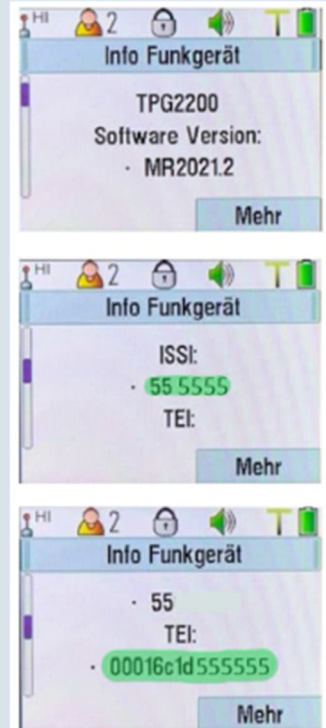 HI 2 T
Info Funkgerät
TPG2200
Software Version:
· MR2021.2
Mehr
HI 2 T
Info Funkgerät
ISSI:
· 55 5555
TEI:
Mehr
HI 2 T
Info Funkgerät
· 55
TEI:
· 00016c1d555555
Mehr